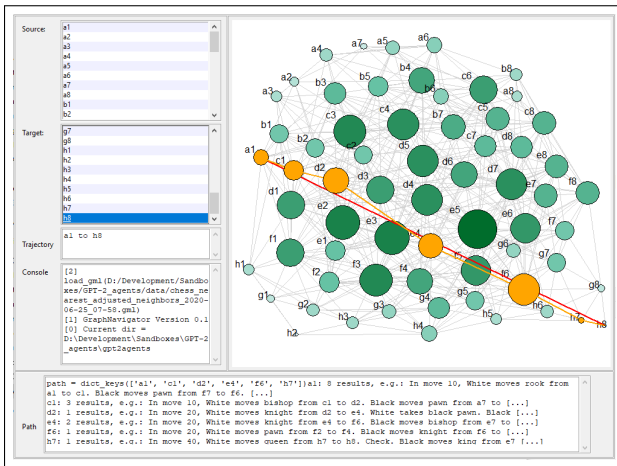 Source:
a1
a2
a3
a4
a5
a6
a7
a8
b1
b2
Target:
g7
g8
h1
h2
h3
h4
h5
h6
h7
h8
Trajectory
a1 to h8
Console
[2]
load_gml(D:/Development/Sandbo
xes/GPT-2_agents/data/chess_ne
arest_adjusted_neighbors_2020-
06-25_07-58.gml)
[1] GraphNavigator Version 0.1
[0] Current dir =
D:\Development\Sandboxes\GPT-2
_agents\gpt2agents
a4 a7 a5 a6
a2 b3 b5 b4 b6 c6 b8
a3 a8
b1 b2 c3 c4 b7 c5 c8
a1 c1 c2 d5 c7 d8
d2 d3 d6 e8
d1 d4 d7 e7 f8
e2 e3 e5 e6
f1 e1 e4 g6 f7
h1 f2 f3 f4 f5 f6 g7
g1 g2 g3 g4 g5 h6 g8
h2 h3 h4 h5 h7 h8
Path
path = dict_keys(['a1', 'c1', 'd2', 'e4', 'f6', 'h7'])a1: 8 results, e.g.: In move 10, White moves rook from
a1 to c1. Black moves pawn from f7 to f6. [...]
c1: 3 results, e.g.: In move 10, White moves bishop from c1 to d2. Black moves pawn from a7 to [...]
d2: 1 results, e.g.: In move 20, White moves knight from d2 to e4. White takes black pawn. Black [...]
e4: 2 results, e.g.: In move 20, White moves knight from e4 to f6. Black moves bishop from e7 to [...]
f6: 1 results, e.g.: In move 20, White moves pawn from f2 to f4. Black moves knight from f6 to [...]
h7: 1 results, e.g.: In move 40, White moves queen from h7 to h8. Check. Black moves king from e7 [...]